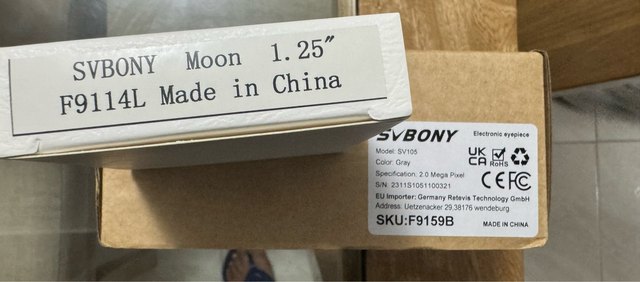 SVBONY Moon 1.25″
F9114L Made in China
SVBONY Electronic eyepiece
Model: SV105
Color: Gray
Specification: 2.0 Mega Pixel
S/N: 2311S1051100321
UK
CA RoHS
CE FC
EU Importer: Germany Retevis Technology GmbH
Address: Uetzenacker 29,38176 wendeburg
SKU:F9159B MADE IN CHINA